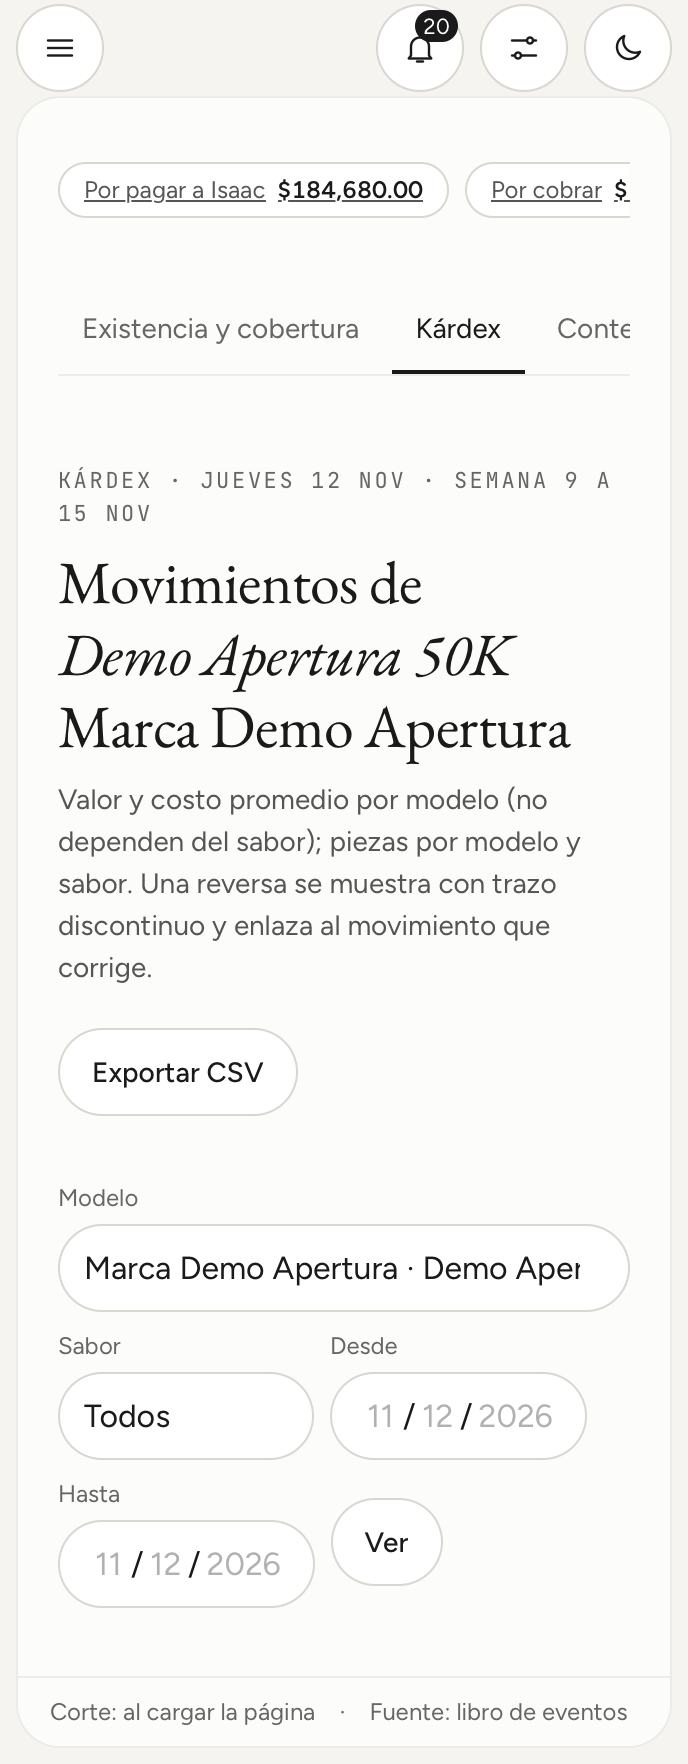 20
Por pagar a Isaac $184,680.00 Por cobrar $
Existencia y cobertura Kárdex Conte
KÁRDEX · JUEVES 12 NOV · SEMANA 9 A
15 NOV
Movimientos de
Demo Apertura 50K
Marca Demo Apertura
Valor y costo promedio por modelo (no
dependen del sabor); piezas por modelo y
sabor. Una reversa se muestra con trazo
discontinuo y enlaza al movimiento que
corrige.
Exportar CSV
Modelo
Marca Demo Apertura · Demo Aper
Sabor Desde
Todos 11 / 12 / 2026
Hasta
11 / 12 / 2026 Ver
Corte: al cargar la página · Fuente: libro de eventos